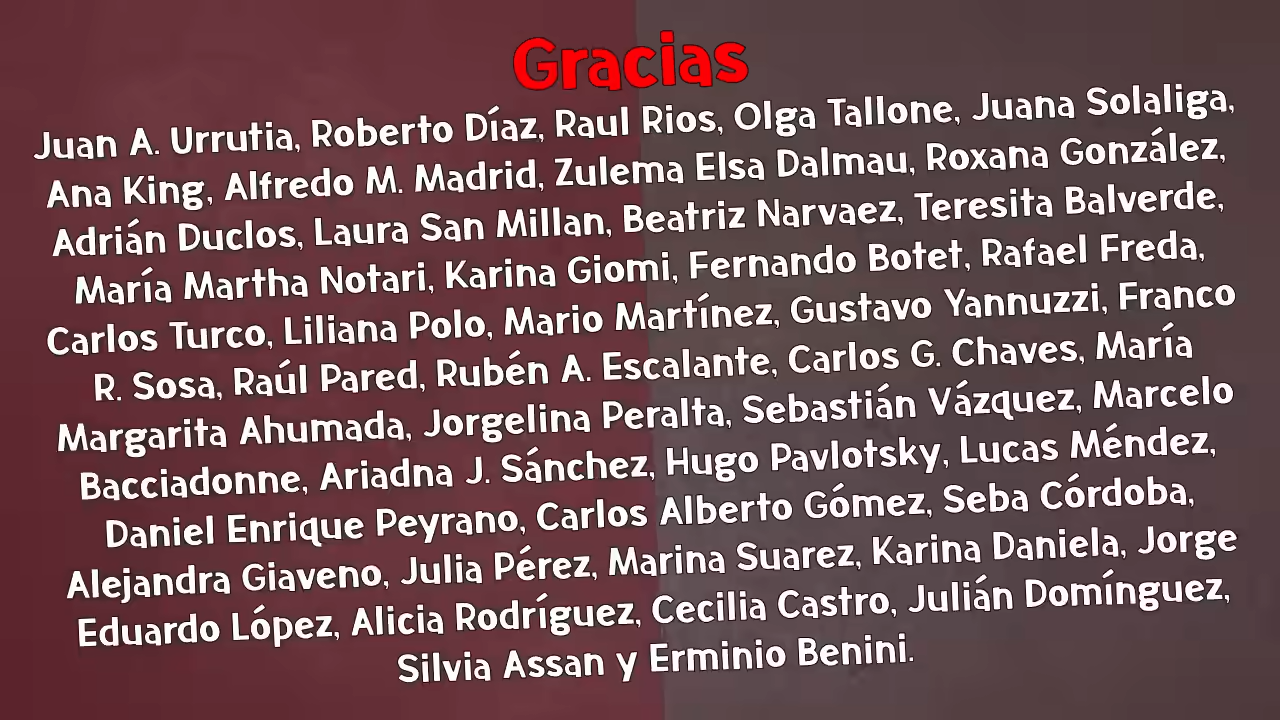 Gracias
Juan A. Urrutia, Roberto Díaz, Raul Rios, Olga Tallone, Juana Solaliga,
Ana King, Alfredo M. Madrid, Zulema Elsa Dalmau, Roxana González,
Adrián Duclos, Laura San Millan, Beatriz Narvaez, Teresita Balverde,
María Martha Notari, Karina Giomi, Fernando Botet, Rafael Freda,
Carlos Turco, Liliana Polo, Mario Martínez, Gustavo Yannuzzi, Franco
R. Sosa, Raúl Pared, Rubén A. Escalante, Carlos G. Chaves, María
Margarita Ahumada, Jorgelina Peralta, Sebastián Vázquez, Marcelo
Bacciadonne, Ariadna J. Sánchez, Hugo Pavlotsky, Lucas Méndez,
Daniel Enrique Peyrano, Carlos Alberto Gómez, Seba Córdoba,
Alejandra Giaveno, Julia Pérez, Marina Suarez, Karina Daniela, Jorge
Eduardo López, Alicia Rodríguez, Cecilia Castro, Julián Domínguez,
Silvia Assan y Erminio Benini.